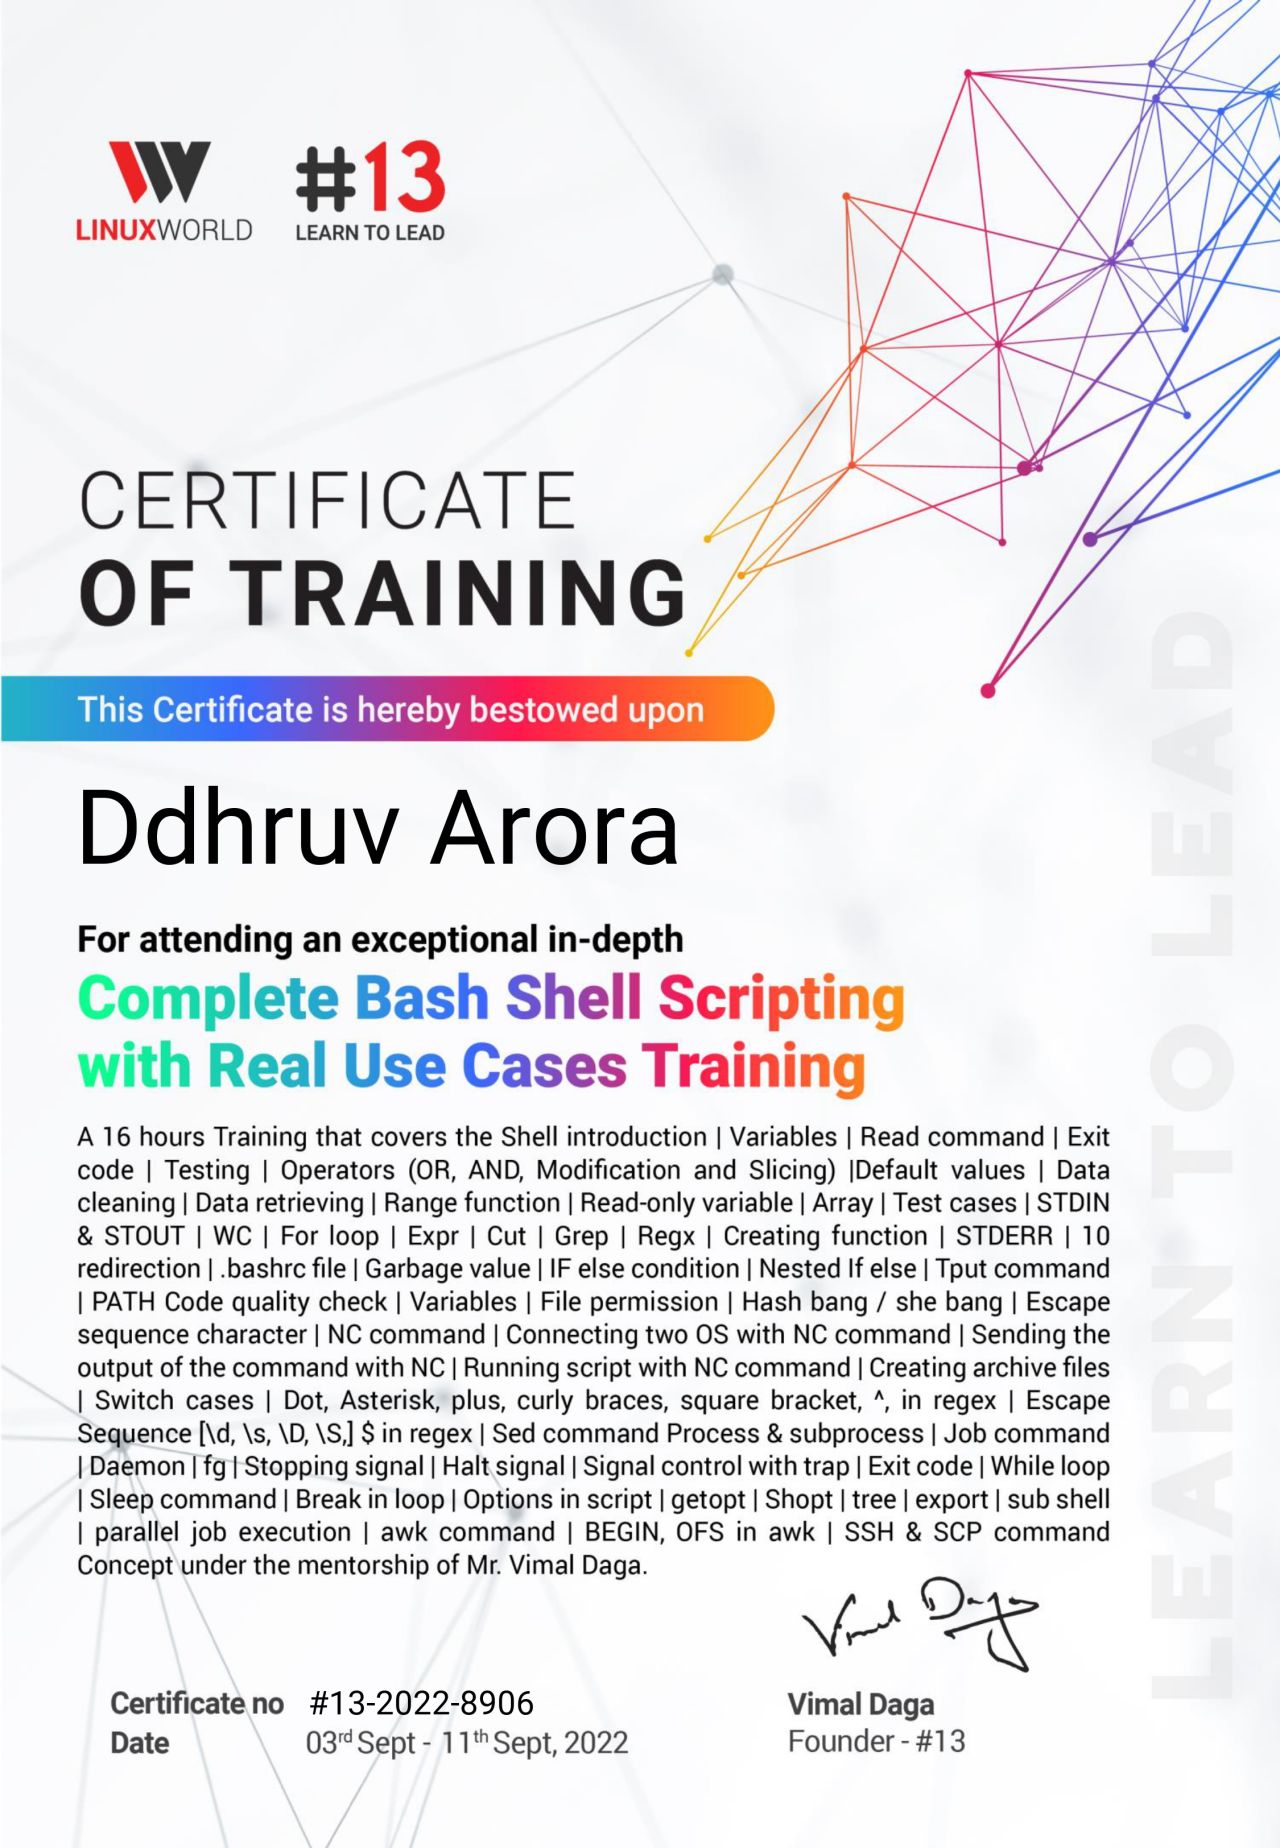 LINUXWORLD
#13
LEARN TO LEAD
CERTIFICATE
OF TRAINING
This Certificate is hereby bestowed upon
Ddhruv Arora
For attending an exceptional in-depth
Complete Bash Shell Scripting
with Real Use Cases Training
A 16 hours Training that covers the Shell introduction | Variables | Read command | Exit
code | Testing | Operators (OR, AND, Modification and Slicing) |Default values | Data
cleaning | Data retrieving | Range function | Read-only variable | Array | Test cases | STDIN
& STOUT | WC | For loop | Expr | Cut | Grep | Regx | Creating function | STDERR | 10
redirection | .bashrc file | Garbage value | IF else condition | Nested If else | Tput command
| PATH Code quality check | Variables | File permission | Hash bang / she bang | Escape
sequence character | NC command | Connecting two OS with NC command | Sending the
output of the command with NC | Running script with NC command | Creating archive files
| Switch cases | Dot, Asterisk, plus, curly braces, square bracket, ^, in regex | Escape
Sequence [\d, \s, \D, \S,] $ in regex | Sed command Process & subprocess | Job command
| Daemon | fg | Stopping signal | Halt signal | Signal control with trap | Exit code | While loop
| Sleep command | Break in loop | Options in script | getopt | Shopt | tree | export | sub shell
| parallel job execution | awk command | BEGIN, OFS in awk | SSH & SCP command
Concept under the mentorship of Mr. Vimal Daga.
Vimal Daga
Certificate no #13-2022-8906
Date 03rd Sept - 11th Sept, 2022
Vimal Daga
Founder - #13
LEARN TO LEAD